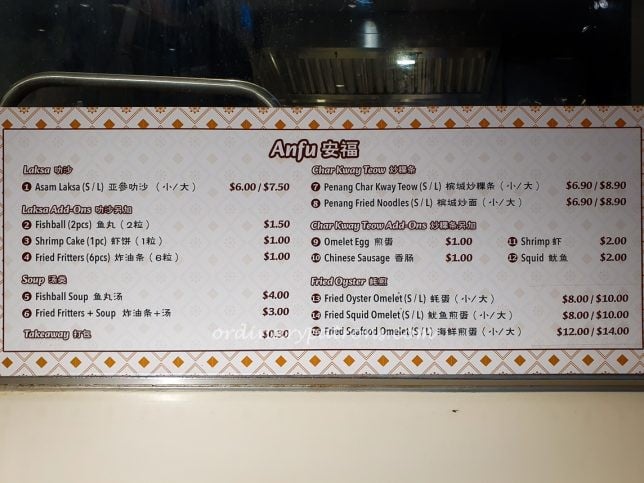 Anfu 安福
Laksa 叻沙
1 Asam Laksa (S / L) 亚參叻沙 （小／大） $6.00 / $7.50
Laksa Add-Ons 叻沙另加
2 Fishball (2pcs) 鱼丸（2粒） $1.50
3 Shrimp Cake (1pc) 虾饼（1粒） $1.00
4 Fried Fritters (6pcs) 炸油条（6粒） $1.00
Soup 汤类
5 Fishball Soup 鱼丸汤 $4.00
6 Fried Fritters + Soup 炸油条+汤 $3.00
Takeaway 打包 $0.30
Char Kway Teow 炒粿条
7 Penang Char Kway Teow (S / L) 槟城炒粿条（小／大） $6.90 / $8.90
8 Penang Fried Noodles (S / L) 槟城炒面（小／大） $6.90 / $8.90
Char Kway Teow Add-Ons 炒粿条另加
9 Omelet Egg 煎蛋 $1.00
10 Chinese Sausage 香肠 $1.00
11 Shrimp 虾 $2.00
12 Squid 鱿鱼 $2.00
Fried Oyster 蚝煎
13 Fried Oyster Omelet (S / L) 蚝蛋（小／大） $8.00 / $10.00
14 Fried Squid Omelet (S / L) 鱿鱼煎蛋（小／大） $8.00 / $10.00
15 Fried Seafood Omelet (S / L) 海鲜煎蛋（小／大） $12.00 / $14.00